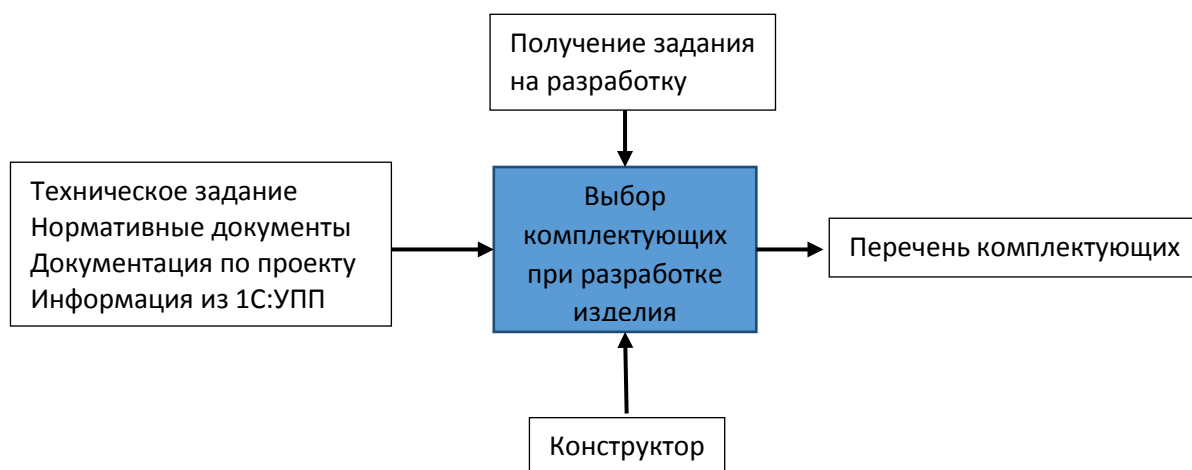 Получение задания
на разработку
Техническое задание
Нормативные документы
Документация по проекту
Информация из 1С:УПП
Выбор
комплектующих
при разработке
изделия
Перечень комплектующих
Конструктор